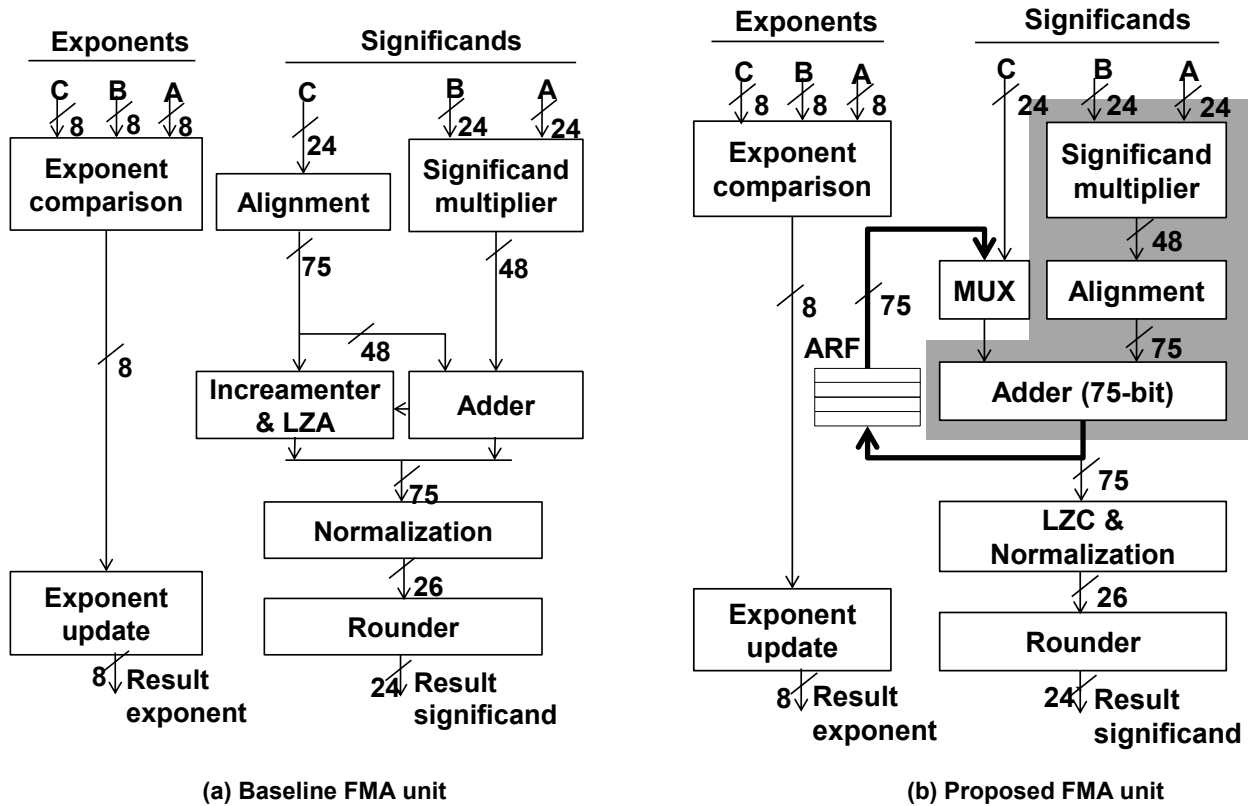 Exponents
Significands
C B A
8 8 8
C
24
B A
24 24
Exponent
comparison
Alignment
Significand
multiplier
75
48
48
8
Increamenter
& LZA
Adder
75
Normalization
26
Exponent
update
Rounder
8
Result
exponent
24
Result
significand
(a) Baseline FMA unit
Exponents
Significands
C B A
8 8 8
C B A
24 24 24
Exponent
comparison
Significand
multiplier
48
MUX
Alignment
8
75
75
ARF
Adder (75-bit)
75
LZC &
Normalization
26
Exponent
update
Rounder
8
Result
exponent
24
Result
significand
(b) Proposed FMA unit